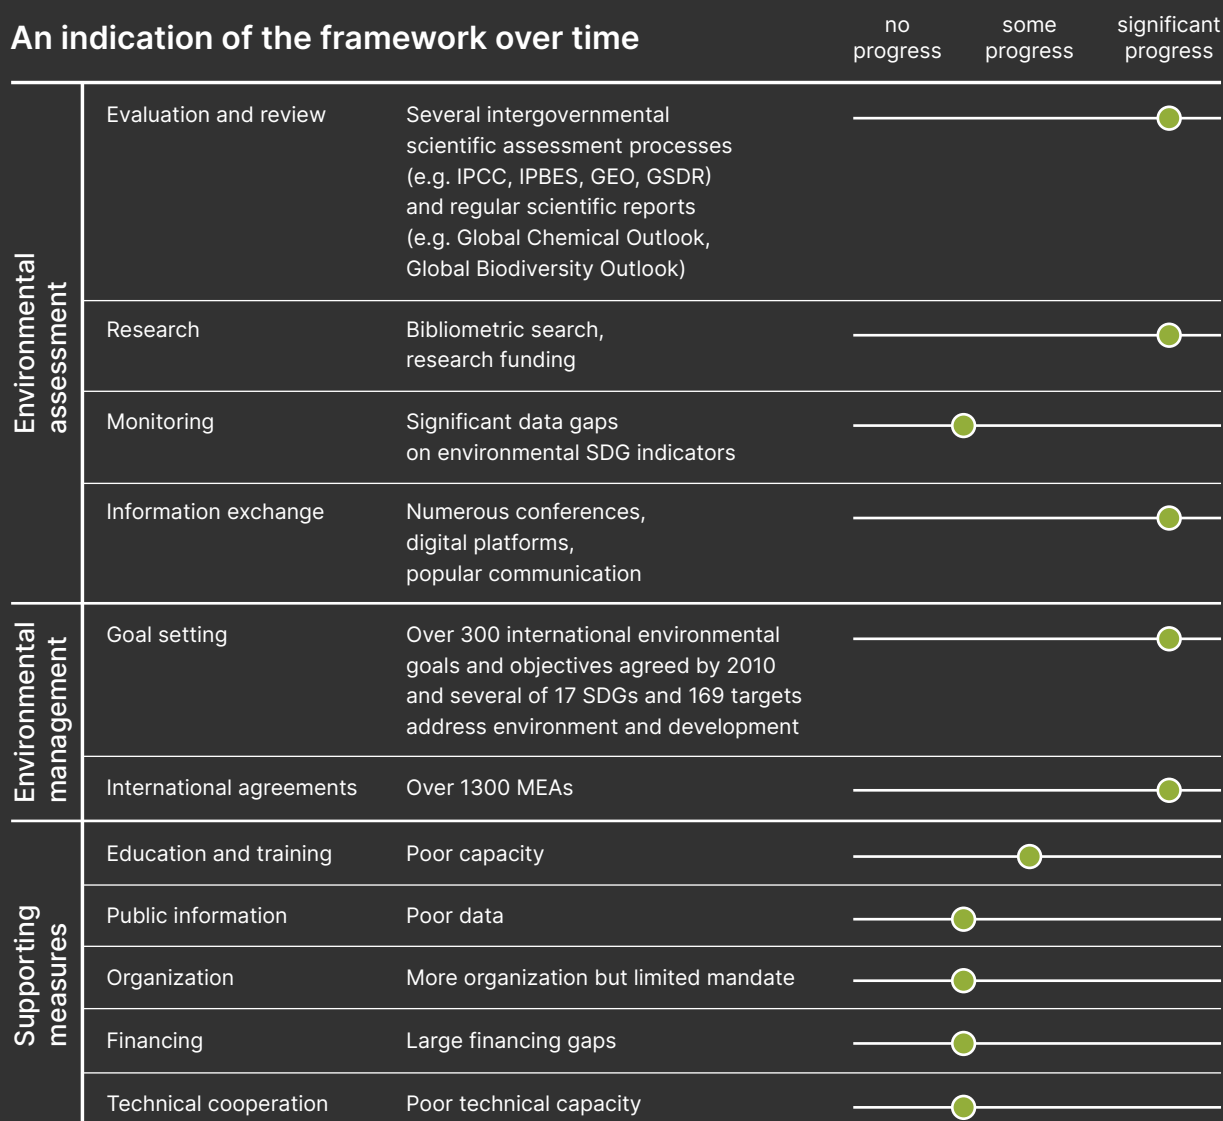 An indication of the framework over time
no
progress
some
progress
significant
progress
Environmental
assessment
Evaluation and review
Several intergovernmental
scientific assessment processes
(e.g. IPCC, IPBES, GEO, GSDR)
and regular scientific reports
(e.g. Global Chemical Outlook,
Global Biodiversity Outlook)
Research
Bibliometric search,
research funding
Monitoring
Significant data gaps
on environmental SDG indicators
Information exchange
Numerous conferences,
digital platforms,
popular communication
Environmental
management
Goal setting
Over 300 international environmental
goals and objectives agreed by 2010
and several of 17 SDGs and 169 targets
address environment and development
International agreements
Over 1300 MEAs
Supporting
measures
Education and training
Poor capacity
Public information
Poor data
Organization
More organization but limited mandate
Financing
Large financing gaps
Technical cooperation
Poor technical capacity